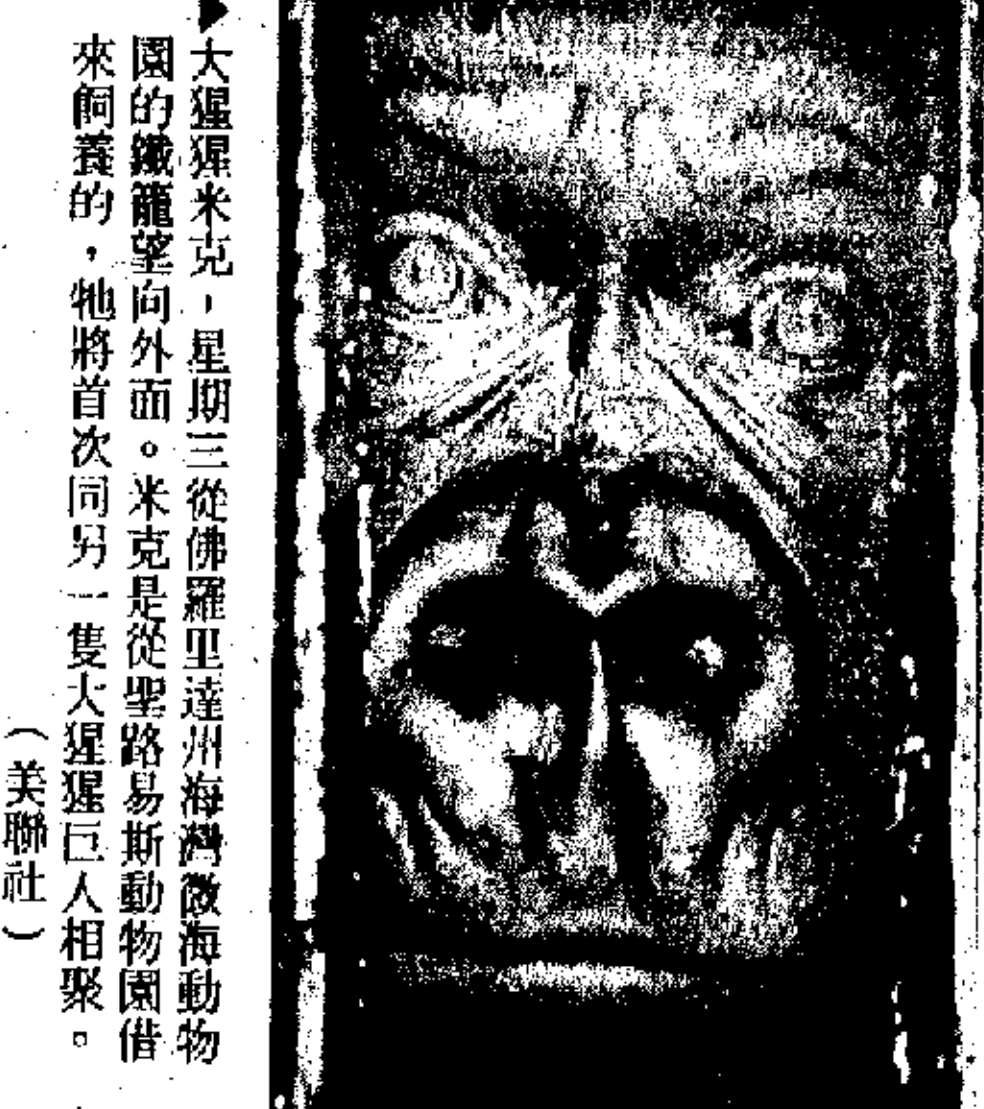 ▶大猩猩米克，星期三從佛羅里達州海灣微海動物
園的鐵籠望向外面。米克是從聖路易斯動物園借
來飼養的，牠將首次同另一隻大猩猩巨人相聚。
（美聯社）